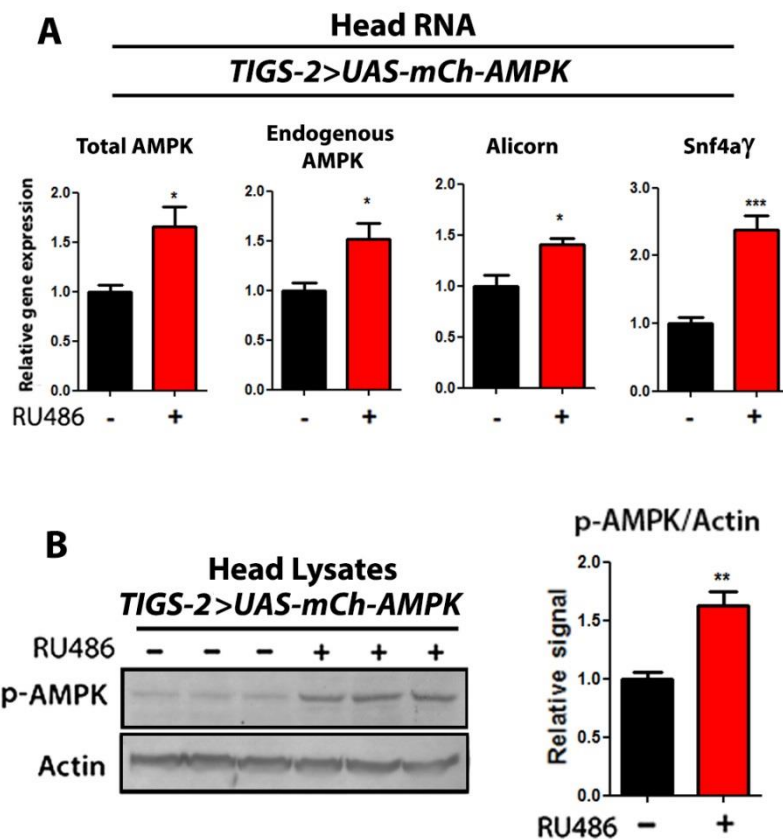 A
Head RNA
TIGS-2>UAS-mCh-AMPK
Total AMPK
Endogenous
AMPK
Alicorn
Snf4aγ
Relative gene expression
2.0
1.5
1.0
0.5
0.0
*
2.0
1.5
1.0
0.5
0.0
*
2.0
1.5
1.0
0.5
0.0
*
3.0
2.0
1.0
0.0
***
RU486 - + - + - + - +
B
Head Lysates
TIGS-2>UAS-mCh-AMPK
RU486 − − − + + +
p-AMPK
Actin
p-AMPK/Actin
Relative signal
2.0
1.5
1.0
0.5
0.0
**
RU486 − +